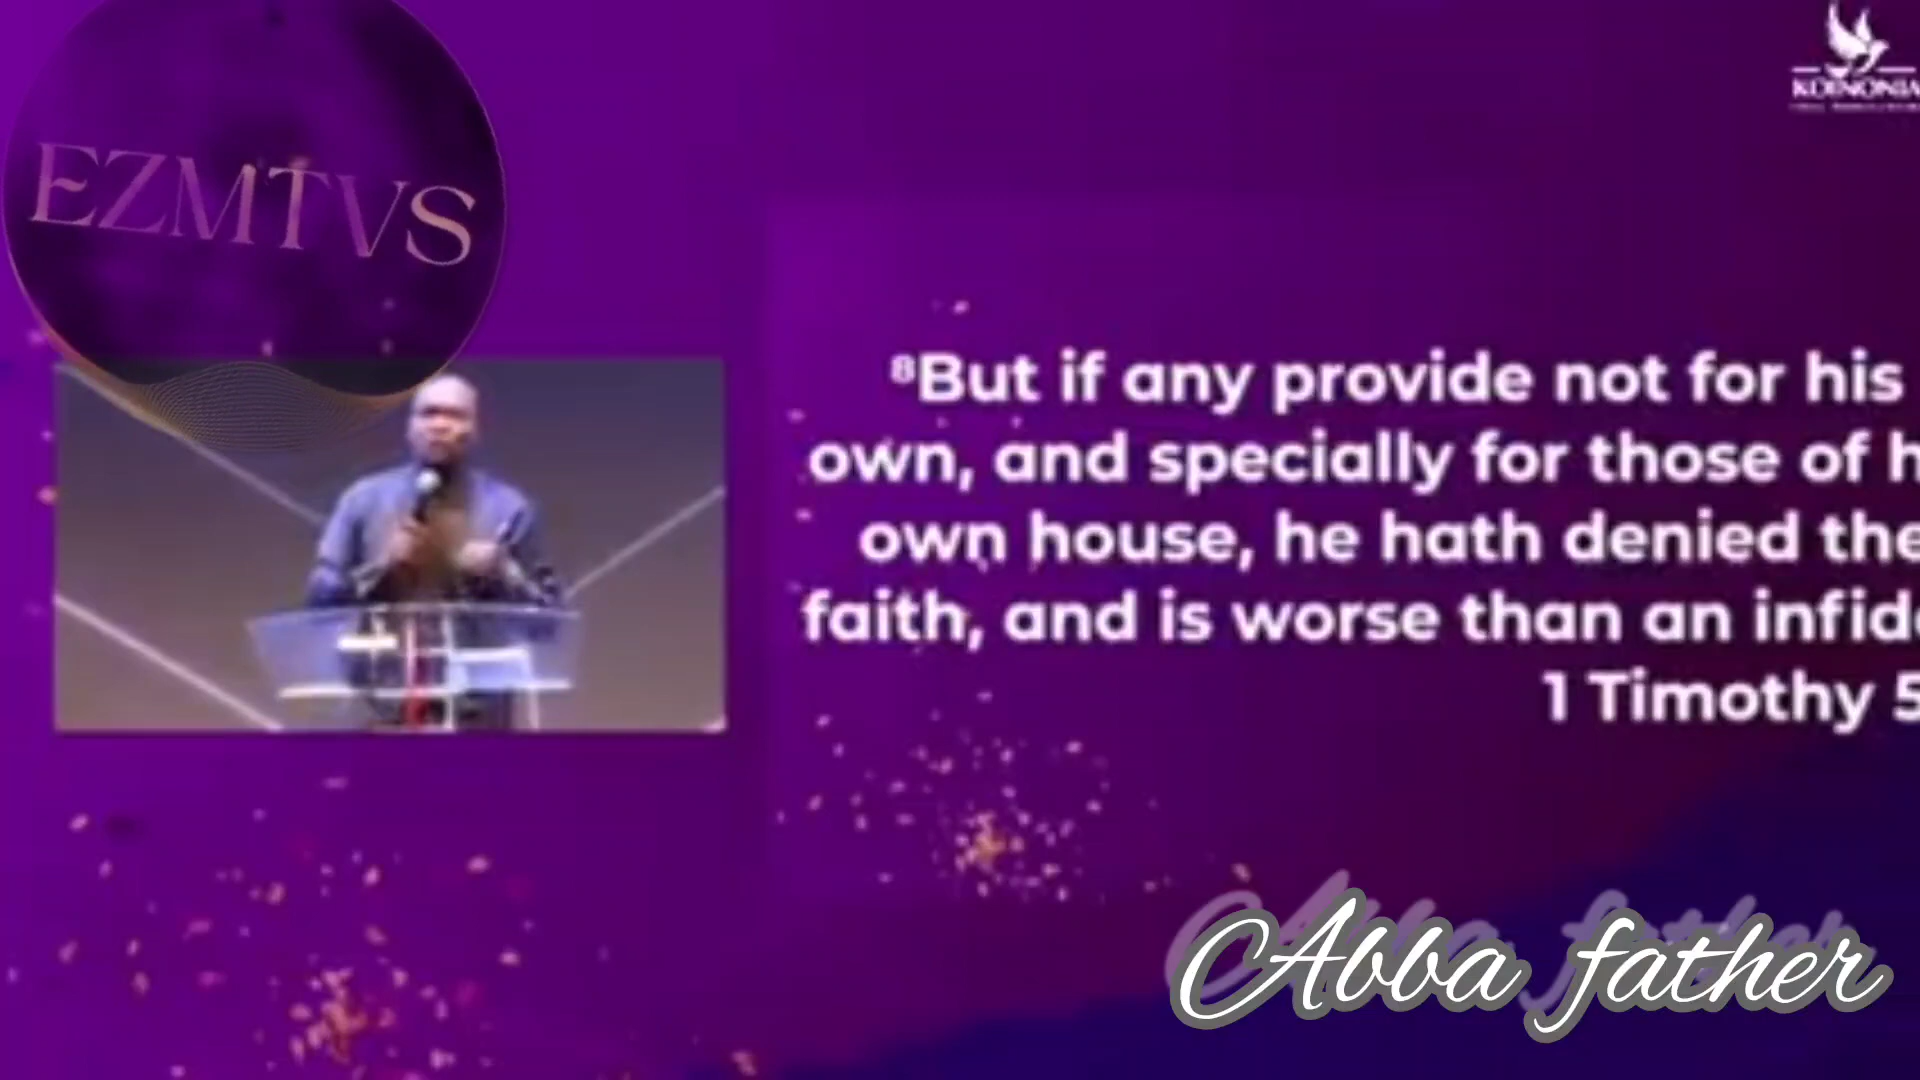 EZMTVS
KOINONIA
⁸But if any provide not for his
own, and specially for those of h
own house, he hath denied the
faith, and is worse than an infide
1 Timothy 5
Abba father